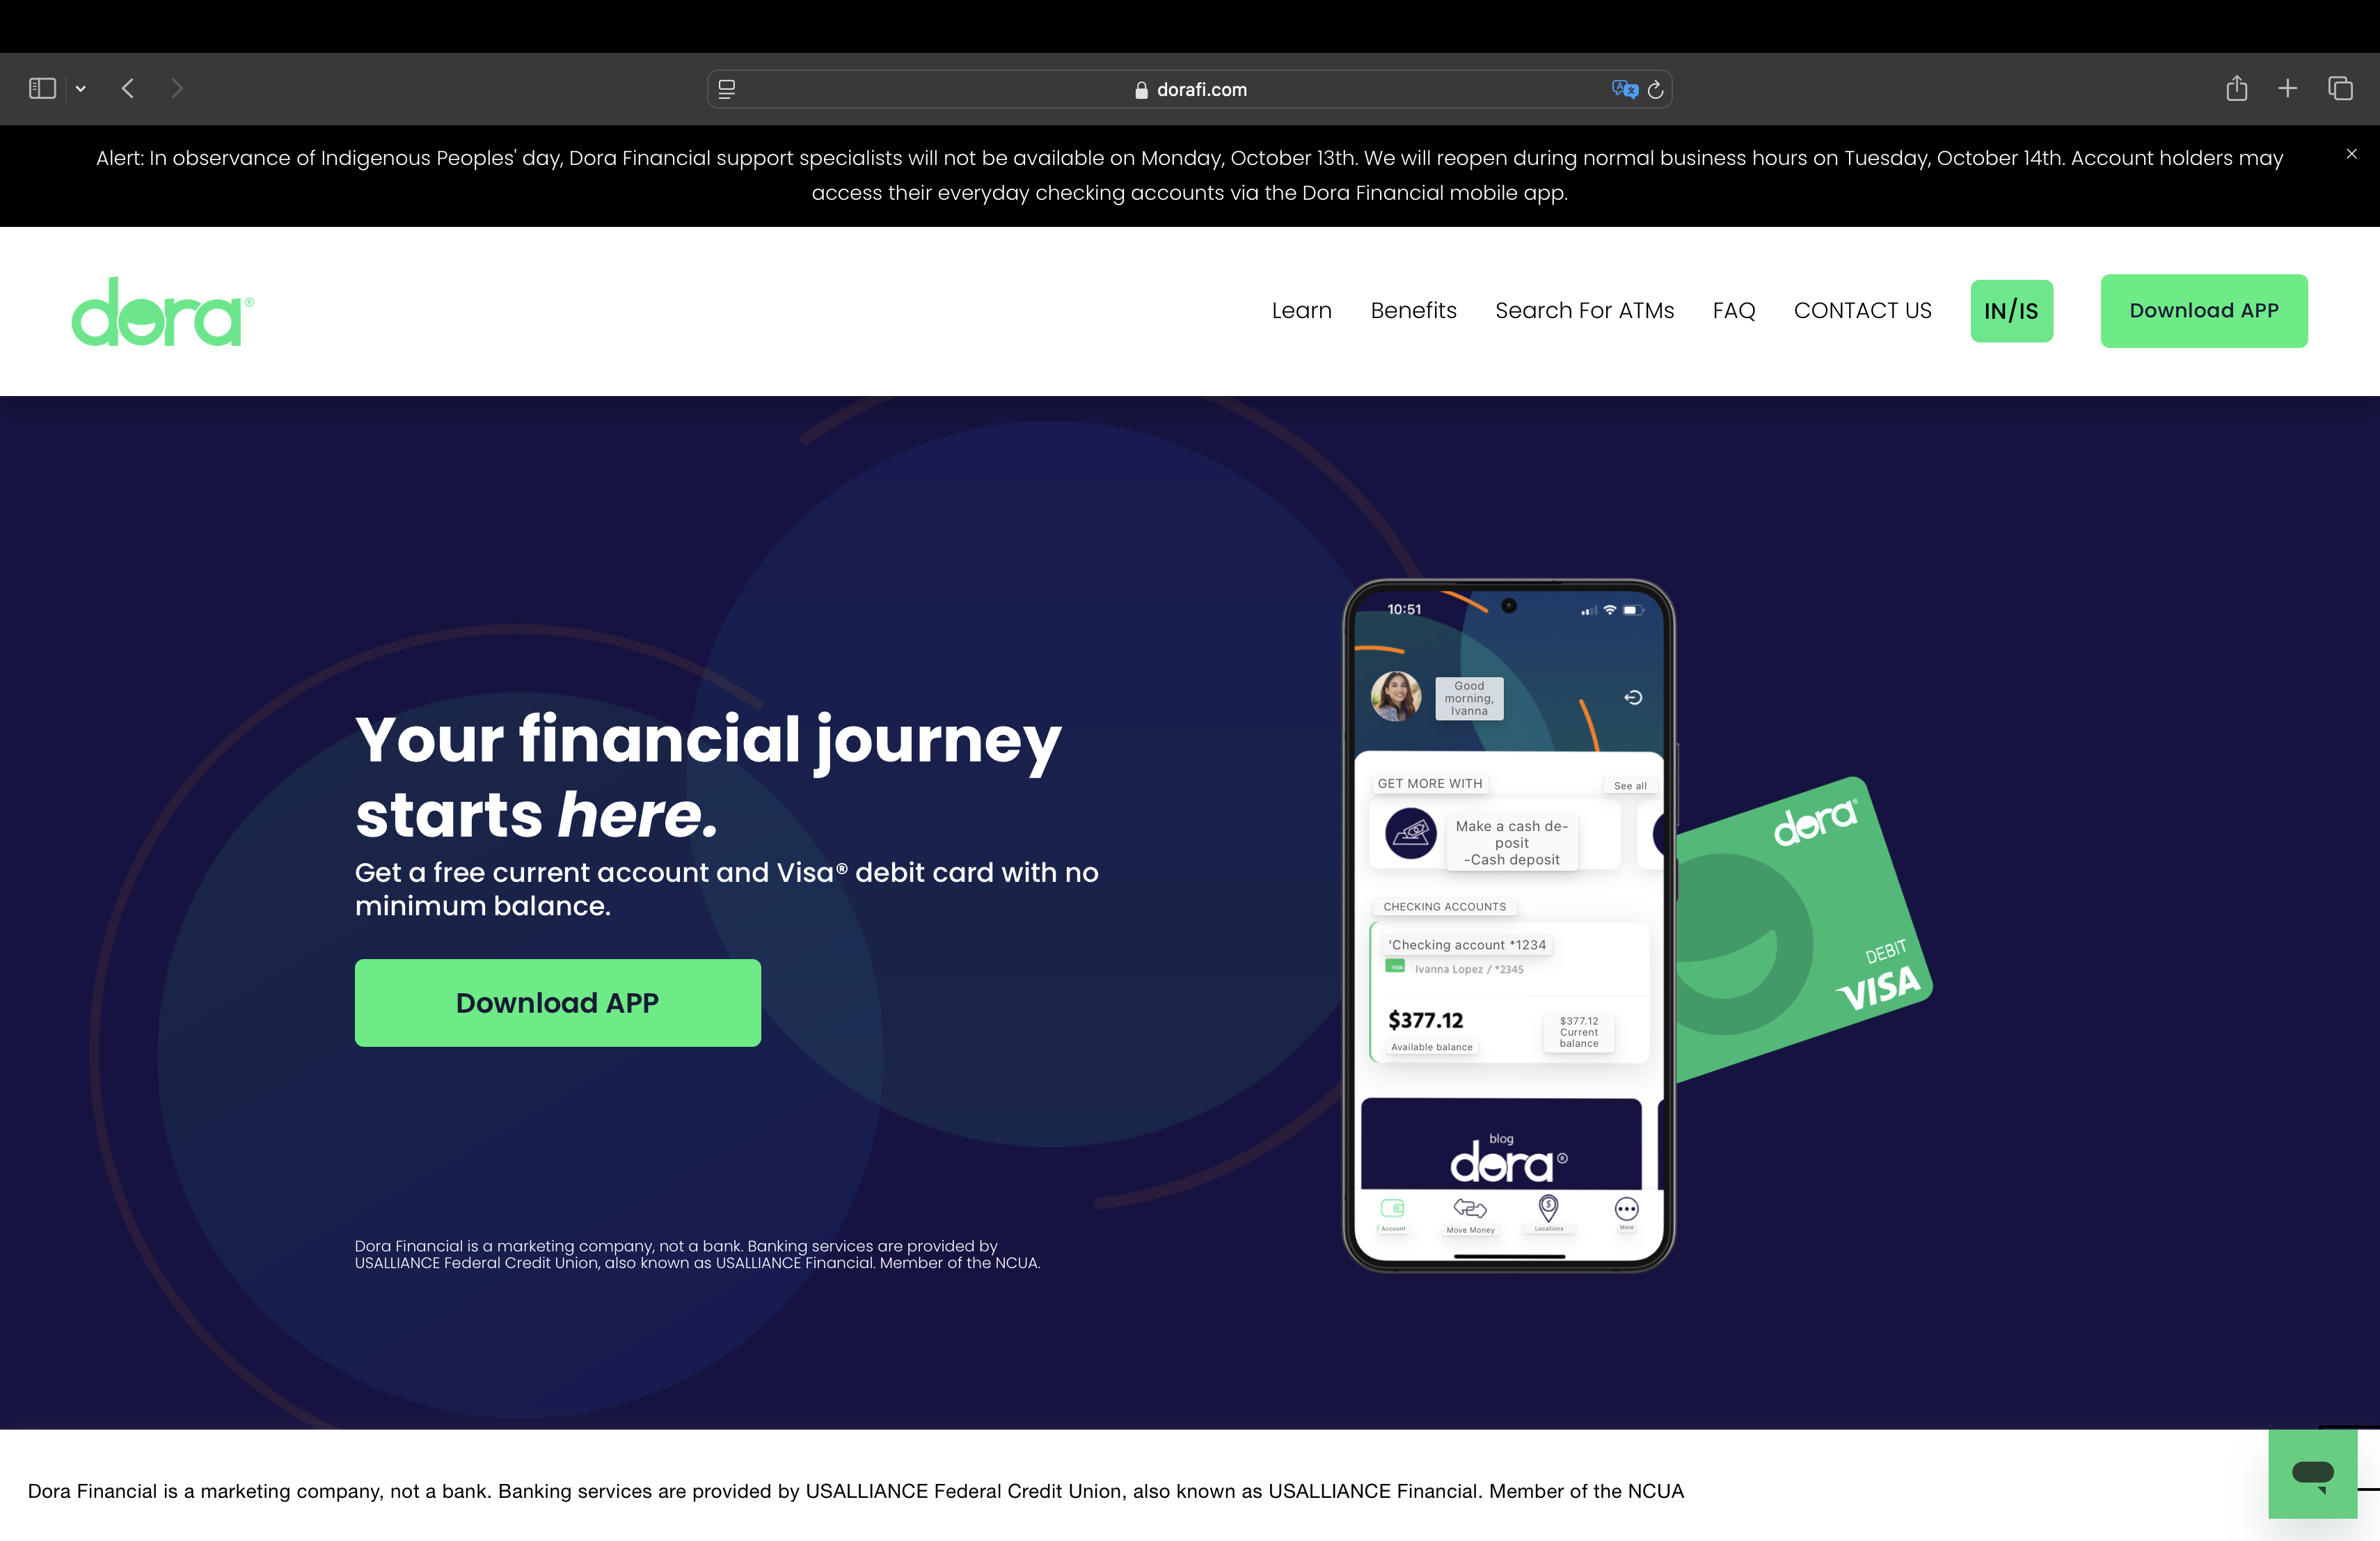 dorafi.com
Alert: In observance of Indigenous Peoples' day, Dora Financial support specialists will not be available on Monday, October 13th. We will reopen during normal business hours on Tuesday, October 14th. Account holders may
access their everyday checking accounts via the Dora Financial mobile app.
dora®
Learn Benefits Search For ATMs FAQ CONTACT US IN/IS Download APP
Your financial journey
starts here.
Get a free current account and Visa® debit card with no
minimum balance.
Download APP
Dora Financial is a marketing company, not a bank. Banking services are provided by
USALLIANCE Federal Credit Union, also known as USALLIANCE Financial. Member of the NCUA.
10:51
Good
morning,
Ivanna
GET MORE WITH
See all
Make a cash de-
posit
-Cash deposit
CHECKING ACCOUNTS
'Checking account *1234
VISA Ivanna Lopez / *2345
$377.12
Available balance
$377.12
Current
balance
blog
dora®
Account Move Money Locations More
dora®
DEBIT
VISA
Dora Financial is a marketing company, not a bank. Banking services are provided by USALLIANCE Federal Credit Union, also known as USALLIANCE Financial. Member of the NCUA